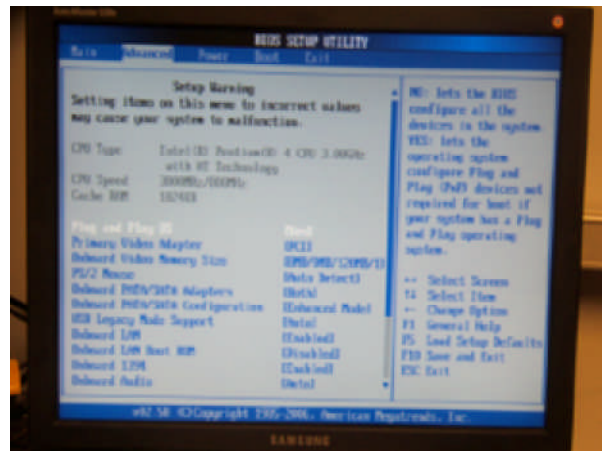 BIOS SETUP UTILITY
Main Advanced Power Boot Exit
Setup Warning
Setting items on this menu to incorrect values
may cause your system to malfunction.
CPU Type Intel(R) Pentium(R) 4 CPU 3.00GHz
with HT Technology
CPU Speed 3000MHz/800MHz
Cache RAM 1024KB
Plug and Play OS
Primary Video Adapter [PCI]
Onboard Video Memory Size
PS/2 Mouse [Auto Detect]
Onboard PATA/SATA Adapters [Both]
Onboard PATA/SATA Configuration [Enhanced Mode]
USB Legacy Mode Support [Auto]
Onboard LAN [Enabled]
Onboard LAN Boot ROM [Disabled]
Onboard 1394 [Enabled]
Onboard Audio [Auto]
NO: lets the BIOS
configure all the
devices in the system.
YES: lets the
operating system
configure Plug and
Play (PnP) devices not
required for boot if
your system has a Plug
and Play operating
system.
Select Screen
Select Item
Change Option
F1 General Help
F5 Load Setup Defaults
F10 Save and Exit
ESC Exit
v02.58 (C)Copyright 1985-2006, American Megatrends, Inc.
SAMSUNG